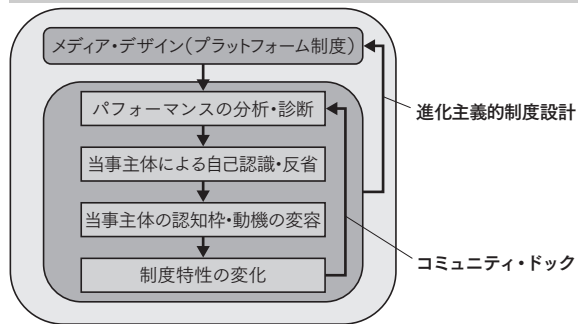 メディア・デザイン(プラットフォーム制度)
パフォーマンスの分析・診断
進化主義的制度設計
当事主体による自己認識・反省
当事主体の認知枠・動機の変容
コミュニティ・ドック
制度特性の変化